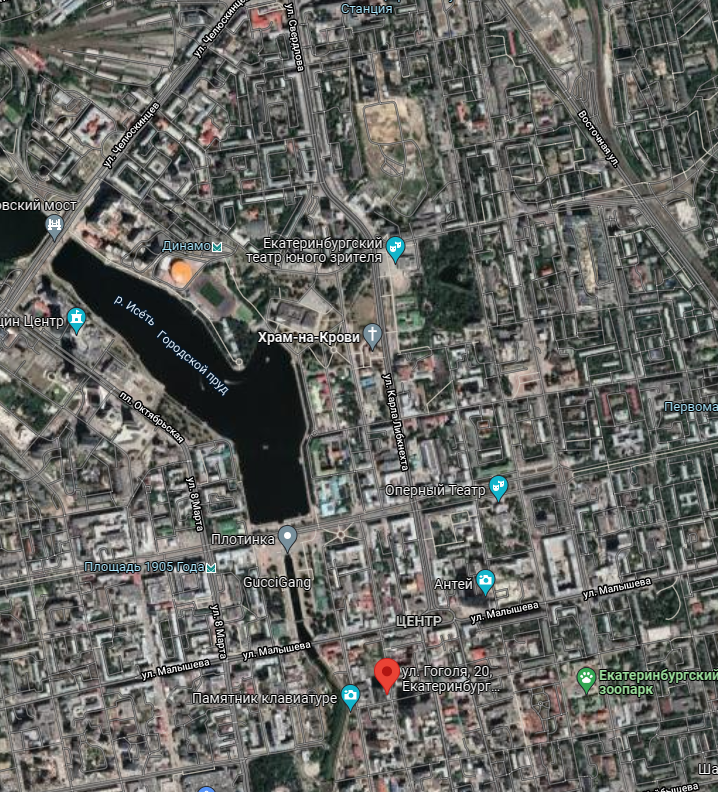 Станция
ул. Челюскинцев
ул. Свердлова
ул. Челюскинцев
Восточная ул.
вский мост
Динамо
Екатеринбургский
театр юного зрителя
р. Исеть
Городской пруд
цин Центр
Храм-на-Крови
ул. Карла Либкнехта
пл. Октябрьская
Первома
ул. 8 Марта
Оперный Театр
Плотинка
Площадь 1905 Года
GucciGang
Антей
ул. Малышева
ул. Малышева
ЦЕНТР
ул. 8 Марта
ул. Малышева
ул. Малышева
ул. Гоголя, 20,
Екатеринбург...
Екатеринбургский
зоопарк
Памятник клавиатуре
Ша